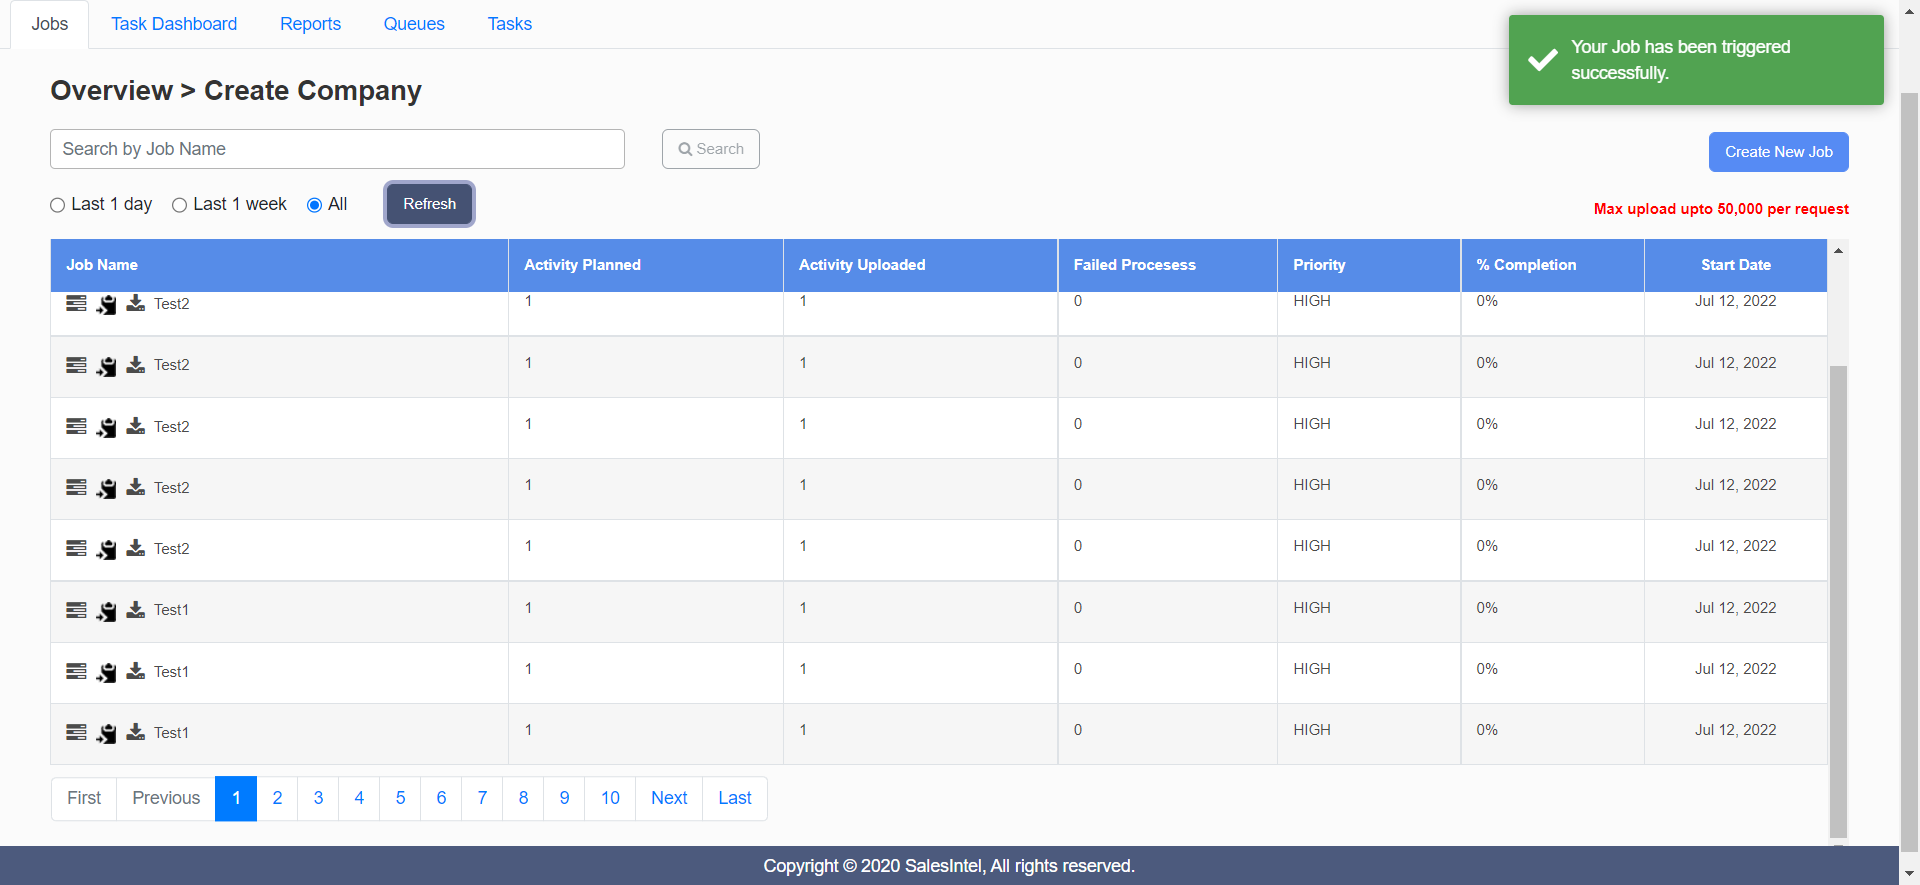 Jobs Task Dashboard Reports Queues Tasks
Your Job has been triggered
successfully.
Overview > Create Company
Search by Job Name Search Create New Job
Last 1 day Last 1 week All Refresh
Max upload upto 50,000 per request
Job Name Activity Planned Activity Uploaded Failed Procesess Priority % Completion Start Date
Test2 1 1 0 HIGH 0% Jul 12, 2022
Test2 1 1 0 HIGH 0% Jul 12, 2022
Test2 1 1 0 HIGH 0% Jul 12, 2022
Test2 1 1 0 HIGH 0% Jul 12, 2022
Test2 1 1 0 HIGH 0% Jul 12, 2022
Test1 1 1 0 HIGH 0% Jul 12, 2022
Test1 1 1 0 HIGH 0% Jul 12, 2022
Test1 1 1 0 HIGH 0% Jul 12, 2022
First Previous 1 2 3 4 5 6 7 8 9 10 Next Last
Copyright © 2020 SalesIntel, All rights reserved.